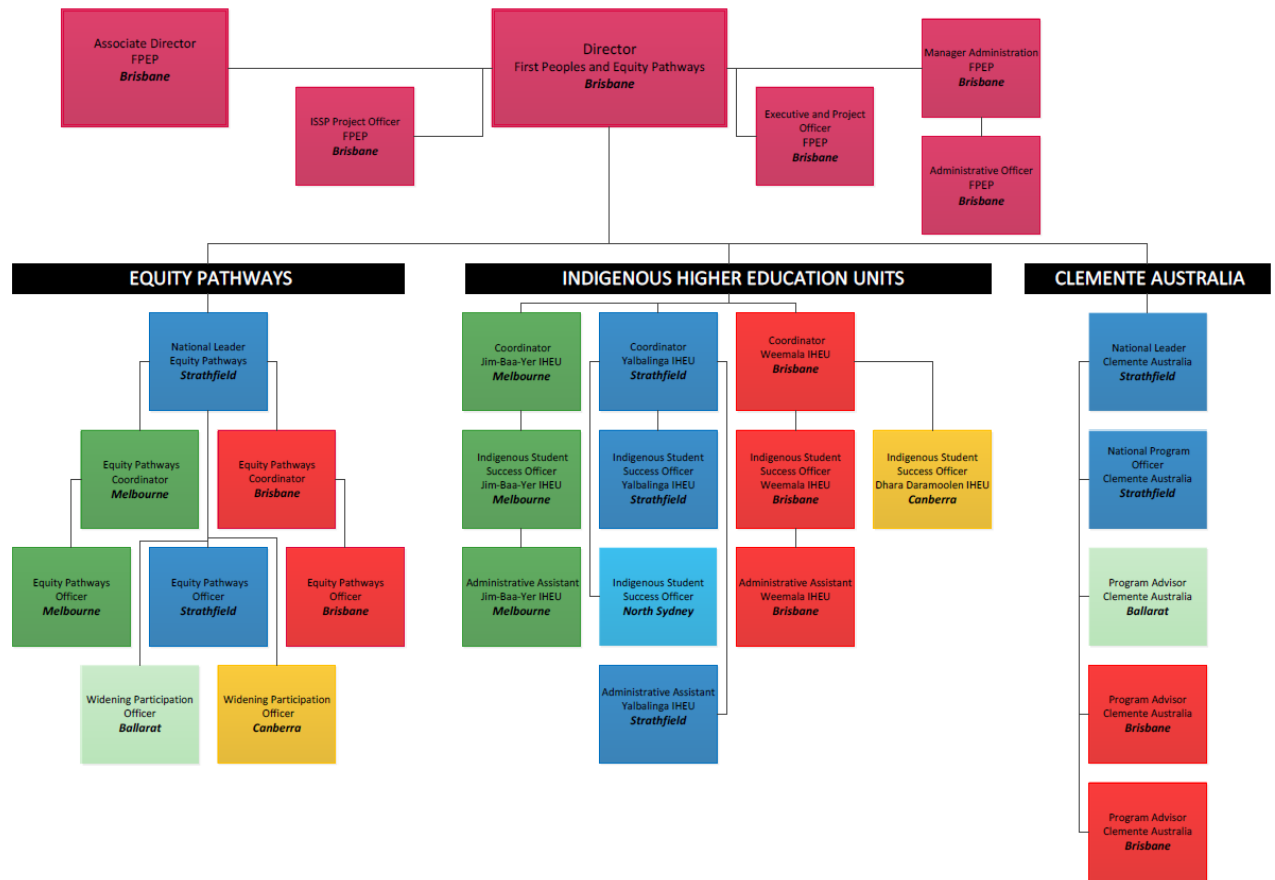 Associate Director
FPEP
Brisbane
Director
First Peoples and Equity Pathways
Brisbane
Manager Administration
FPEP
Brisbane
ISSP Project Officer
FPEP
Brisbane
Executive and Project
Officer
FPEP
Brisbane
Administrative Officer
FPEP
Brisbane
EQUITY PATHWAYS
National Leader
Equity Pathways
Strathfield
Equity Pathways
Coordinator
Melbourne
Equity Pathways
Coordinator
Brisbane
Equity Pathways
Officer
Melbourne
Equity Pathways
Officer
Strathfield
Equity Pathways
Officer
Brisbane
Widening Participation
Officer
Ballarat
Widening Participation
Officer
Canberra
INDIGENOUS HIGHER EDUCATION UNITS
Coordinator
Jim-Baa-Yer IHEU
Melbourne
Coordinator
Yalbalinga IHEU
Strathfield
Coordinator
Weemala IHEU
Brisbane
Indigenous Student
Success Officer
Jim-Baa-Yer IHEU
Melbourne
Indigenous Student
Success Officer
Yalbalinga IHEU
Strathfield
Indigenous Student
Success Officer
Weemala IHEU
Brisbane
Indigenous Student
Success Officer
Dhara Daramoolen IHEU
Canberra
Administrative Assistant
Jim-Baa-Yer IHEU
Melbourne
Indigenous Student
Success Officer
North Sydney
Administrative Assistant
Weemala IHEU
Brisbane
Administrative Assistant
Yalbalinga IHEU
Strathfield
CLEMENTE AUSTRALIA
National Leader
Clemente Australia
Strathfield
National Program
Officer
Clemente Australia
Strathfield
Program Advisor
Clemente Australia
Ballarat
Program Advisor
Clemente Australia
Brisbane
Program Advisor
Clemente Australia
Brisbane